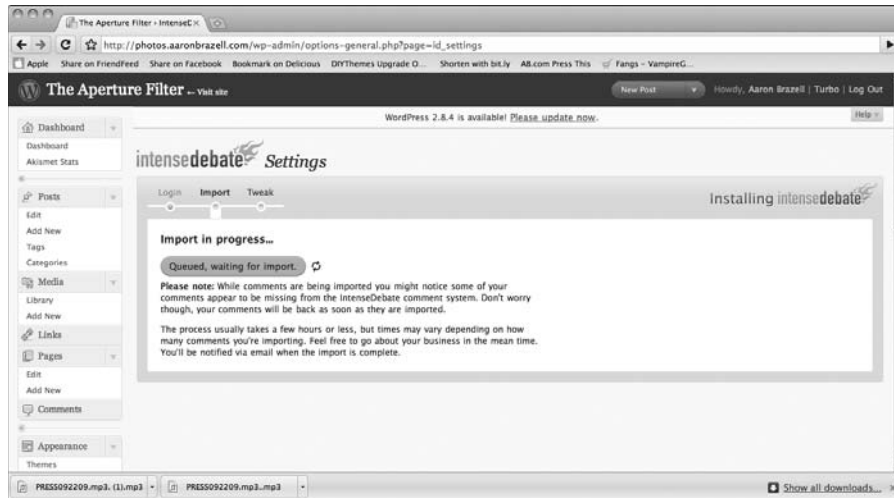 The Aperture Filter › IntenseD
http://photos.aaronbrazell.com/wp-admin/options-general.php?page=id_settings
Apple Share on FriendFeed Share on Facebook Bookmark on Delicious DIYThemes Upgrade O... Shorten with bit.ly AB.com Press This Fangs - VampireG...
The Aperture Filter ← Visit site New Post Howdy, Aaron Brazell | Turbo | Log Out
WordPress 2.8.4 is available! Please update now. Help
Dashboard
Dashboard
Akismet Stats
Posts
Edit
Add New
Tags
Categories
Media
Library
Add New
Links
Pages
Edit
Add New
Comments
Appearance
Themes
intensedebate Settings
Login Import Tweak
Installing intensedebate
Import in progress...
Queued, waiting for import.
Please note: While comments are being imported you might notice some of your
comments appear to be missing from the IntenseDebate comment system. Don't worry
though, your comments will be back as soon as they are imported.
The process usually takes a few hours or less, but times may vary depending on how
many comments you're importing. Feel free to go about your business in the mean time.
You'll be notified via email when the import is complete.
PRESS092209.mp3. (1).mp3 PRESS092209.mp3..mp3 Show all downloads...